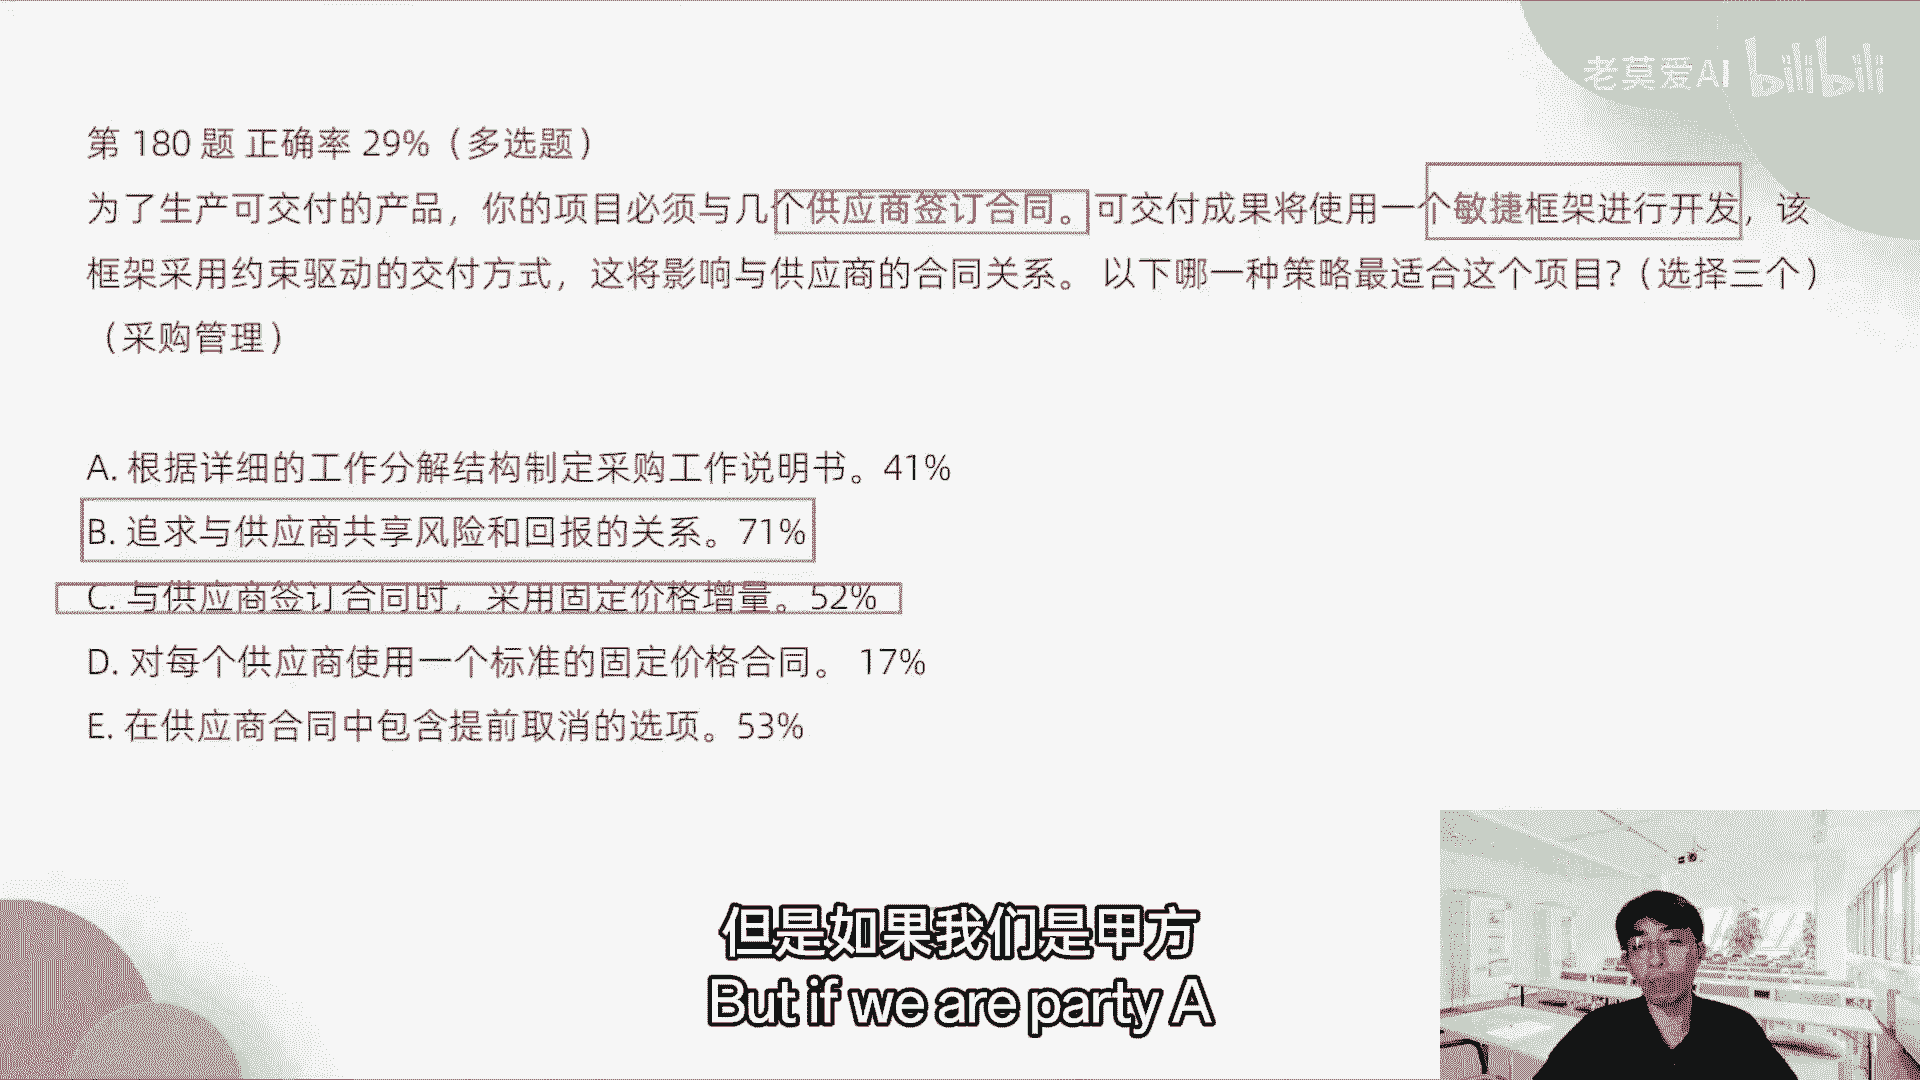 老莫爱AI bilibili
第 180 题 正确率 29%（多选题）
为了生产可交付的产品，你的项目必须与几个供应商签订合同。可交付成果将使用一个敏捷框架进行开发，该
框架采用约束驱动的交付方式，这将影响与供应商的合同关系。 以下哪一种策略最适合这个项目?（选择三个）
（采购管理）
A. 根据详细的工作分解结构制定采购工作说明书。41%
B. 追求与供应商共享风险和回报的关系。71%
C. 与供应商签订合同时，采用固定价格增量。52%
D. 对每个供应商使用一个标准的固定价格合同。 17%
E. 在供应商合同中包含提前取消的选项。53%
但是如果我们是甲方
But if we are party A